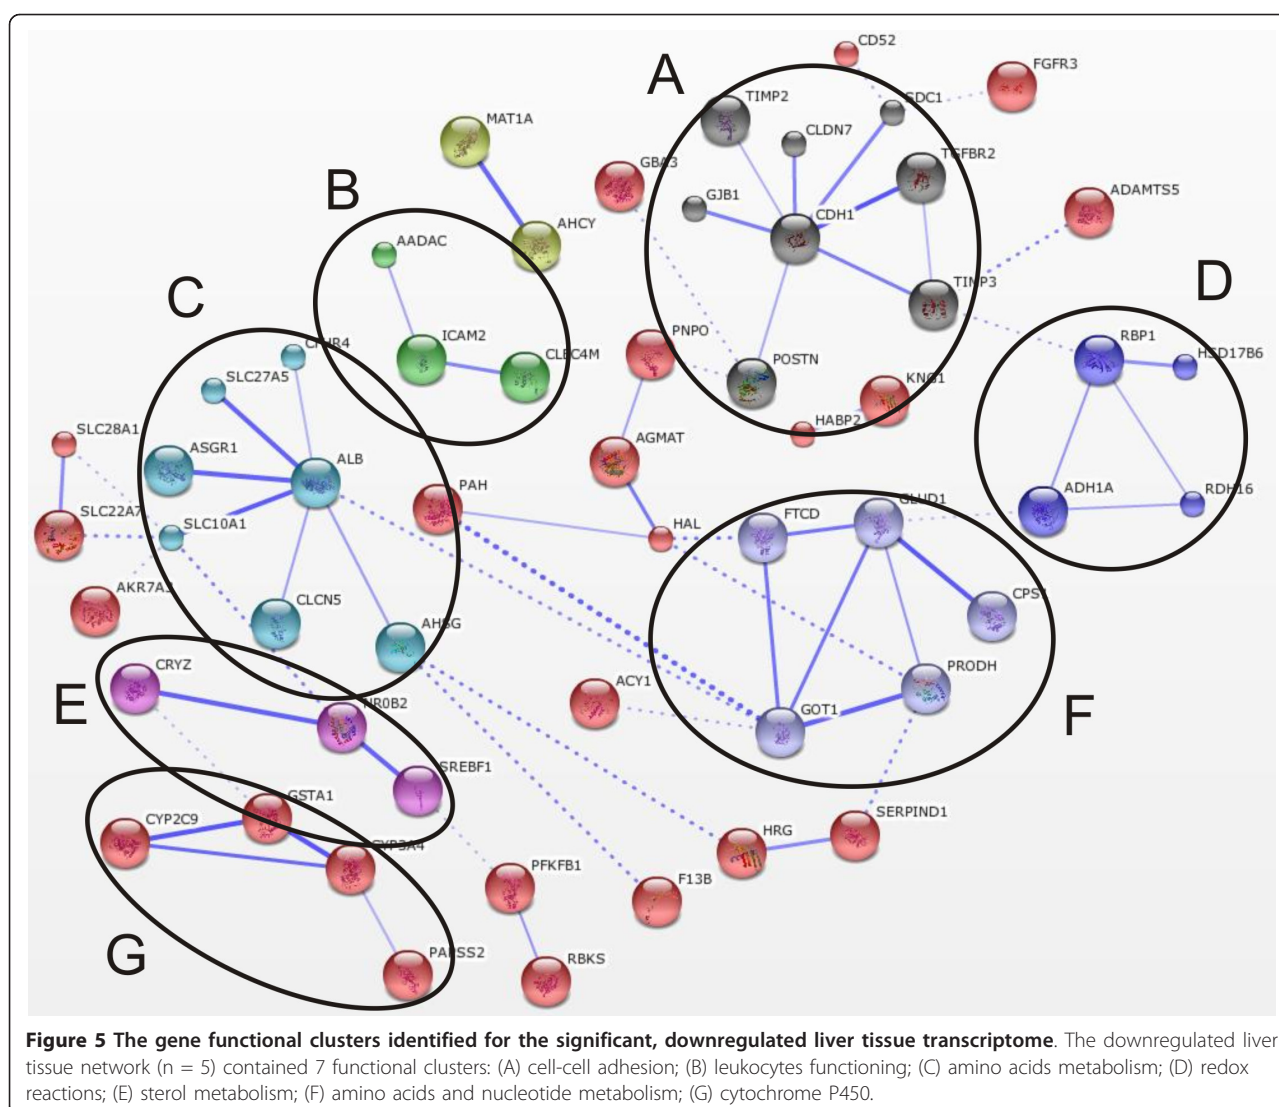 CD52
A
FGFR3
TIMP2
SDC1
MAT1A
CLDN7
TGFBR2
GBA3
B
GJB1
ADAMTS5
CDH1
AHCY
AADAC
D
C
TIMP3
PNPO
RBP1
ICAM2
HSD17B6
CFHR4
CLEC4M
POSTN
SLC27A5
KNG1
HABP2
SLC28A1
AGMAT
ASGR1
ALB
PAH
ADH1A
RDH16
SLC22A7
SLC10A1
HAL
FTCD
GLUD1
AKR7A3
CLCN5
CPS1
AHSG
CRYZ
PRODH
ACY1
E
NR0B2
GOT1
F
SREBF1
GSTA1
CYP2C9
SERPIND1
HRG
CYP3A4
PFKFB1
F13B
G
PAPSS2
RBKS
Figure 5 The gene functional clusters identified for the significant, downregulated liver tissue transcriptome. The downregulated liver
tissue network (n = 5) contained 7 functional clusters: (A) cell-cell adhesion; (B) leukocytes functioning; (C) amino acids metabolism; (D) redox
reactions; (E) sterol metabolism; (F) amino acids and nucleotide metabolism; (G) cytochrome P450.